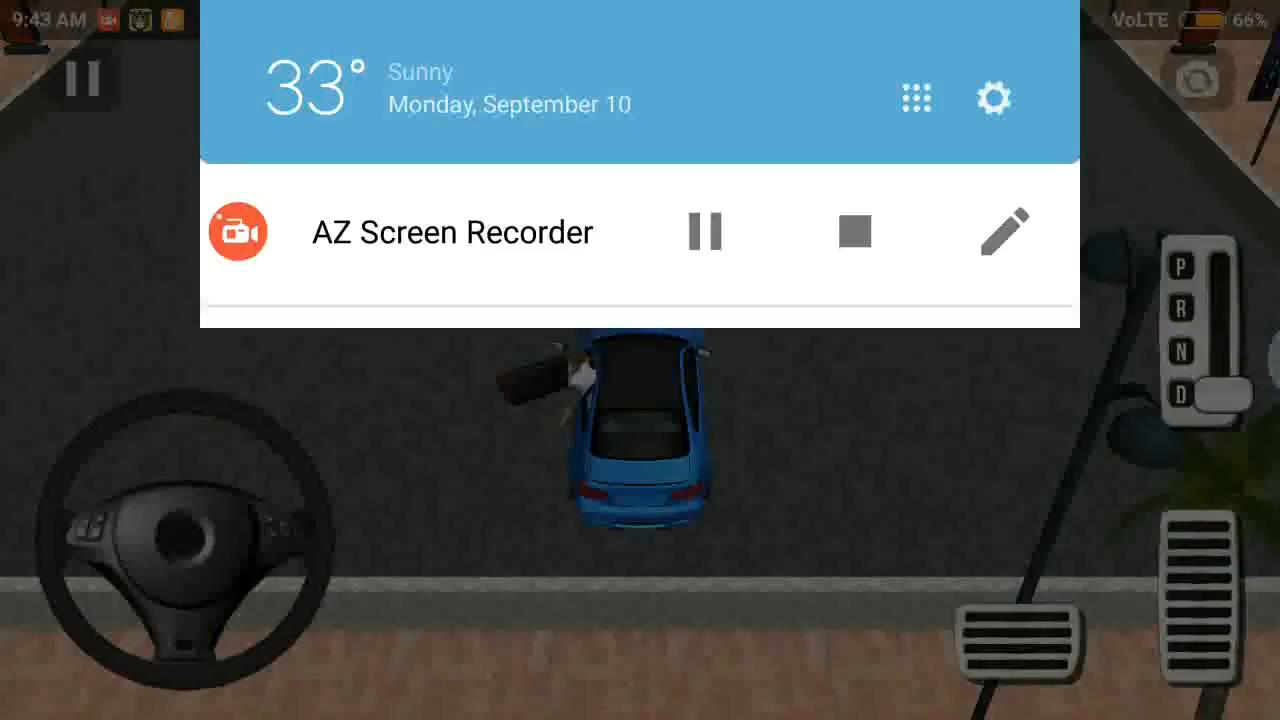 9:43 AM
VoLTE 66%
33° Sunny
Monday, September 10
AZ Screen Recorder
P
R
N
D